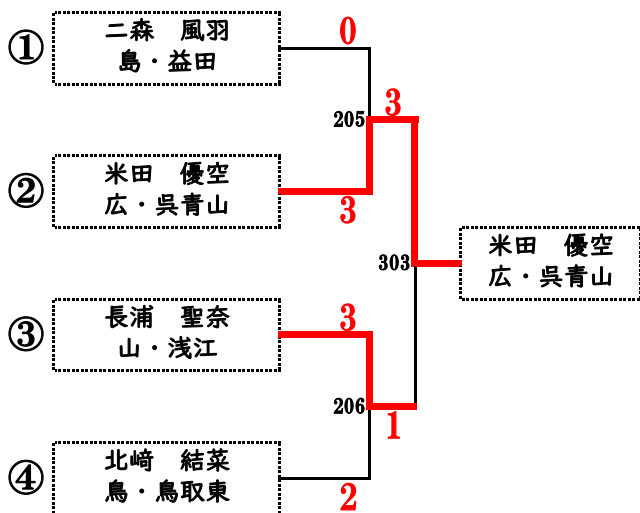 ① 二森　風羽
島・益田
0
205
3
② 米田　優空
広・呉青山
3
303
米田　優空
広・呉青山
③ 長浦　聖奈
山・浅江
3
206
1
④ 北﨑　結菜
鳥・鳥取東
2